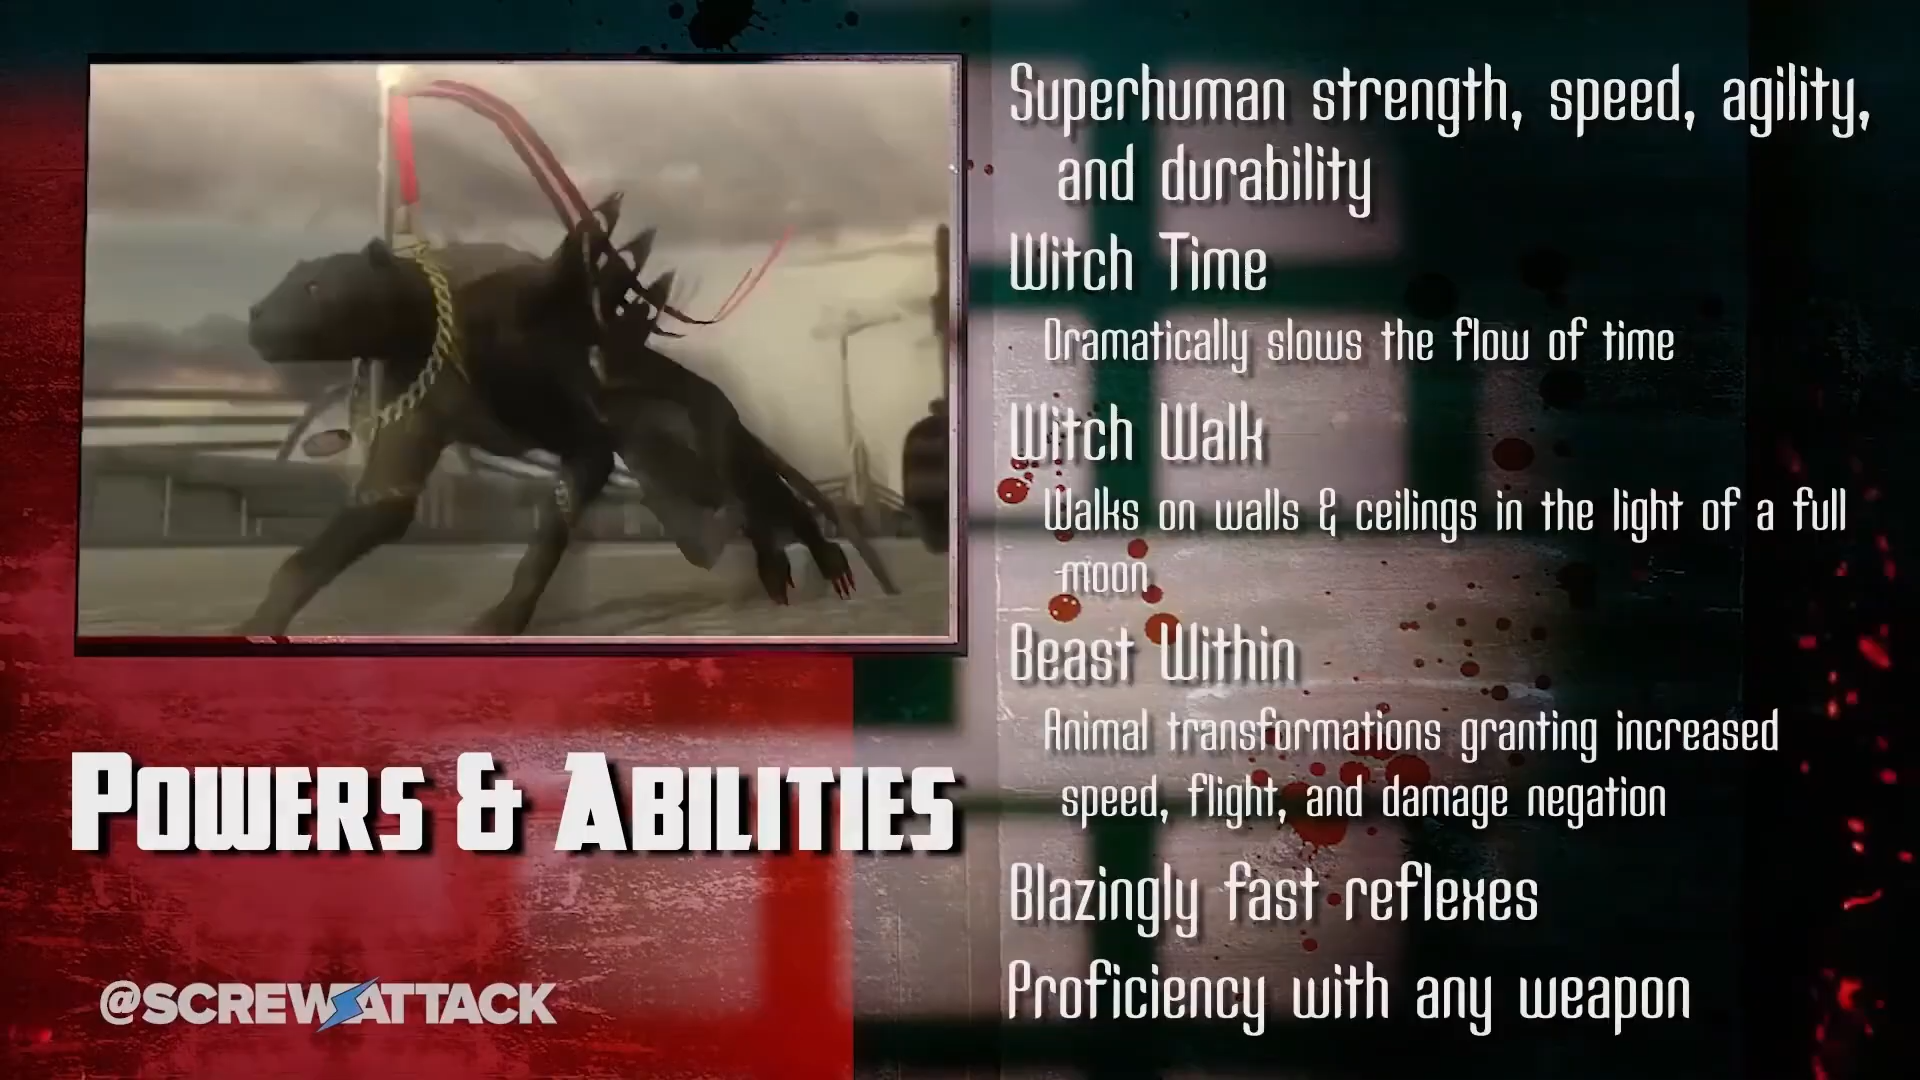 Superhuman strength, speed, agility,
and durability
Witch Time
Dramatically slows the flow of time
Witch Walk
Walks on walls & ceilings in the light of a full
moon
Beast Within
Animal transformations granting increased
speed, flight, and damage negation
Blazingly fast reflexes
Proficiency with any weapon
POWERS & ABILITIES
@SCREWATTACK